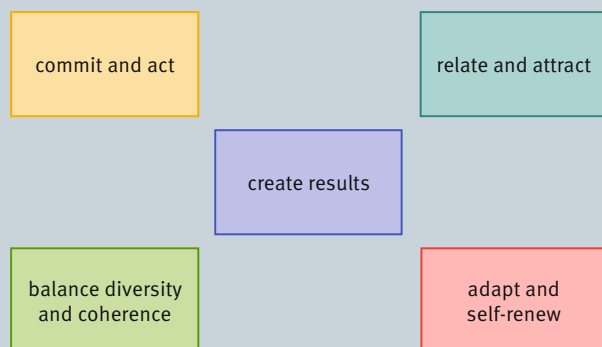 commit and act
relate and attract
create results
balance diversity
and coherence
adapt and
self-renew